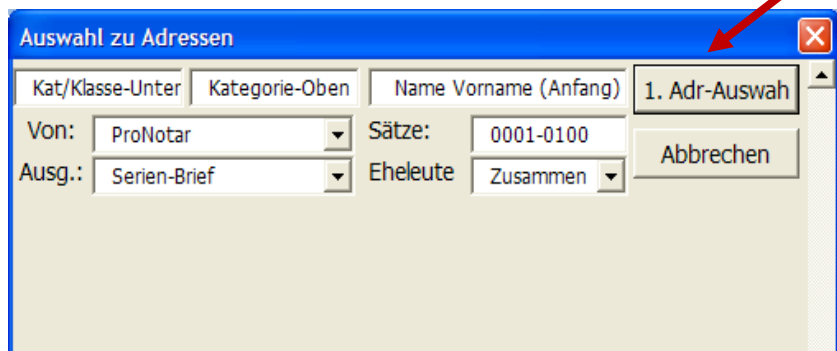 Auswahl zu Adressen
Kat/Klasse-Unter Kategorie-Oben Name Vorname (Anfang) 1. Adr-Auswah
Von: ProNotar Sätze: 0001-0100 Abbrechen
Ausg.: Serien-Brief Eheleute Zusammen